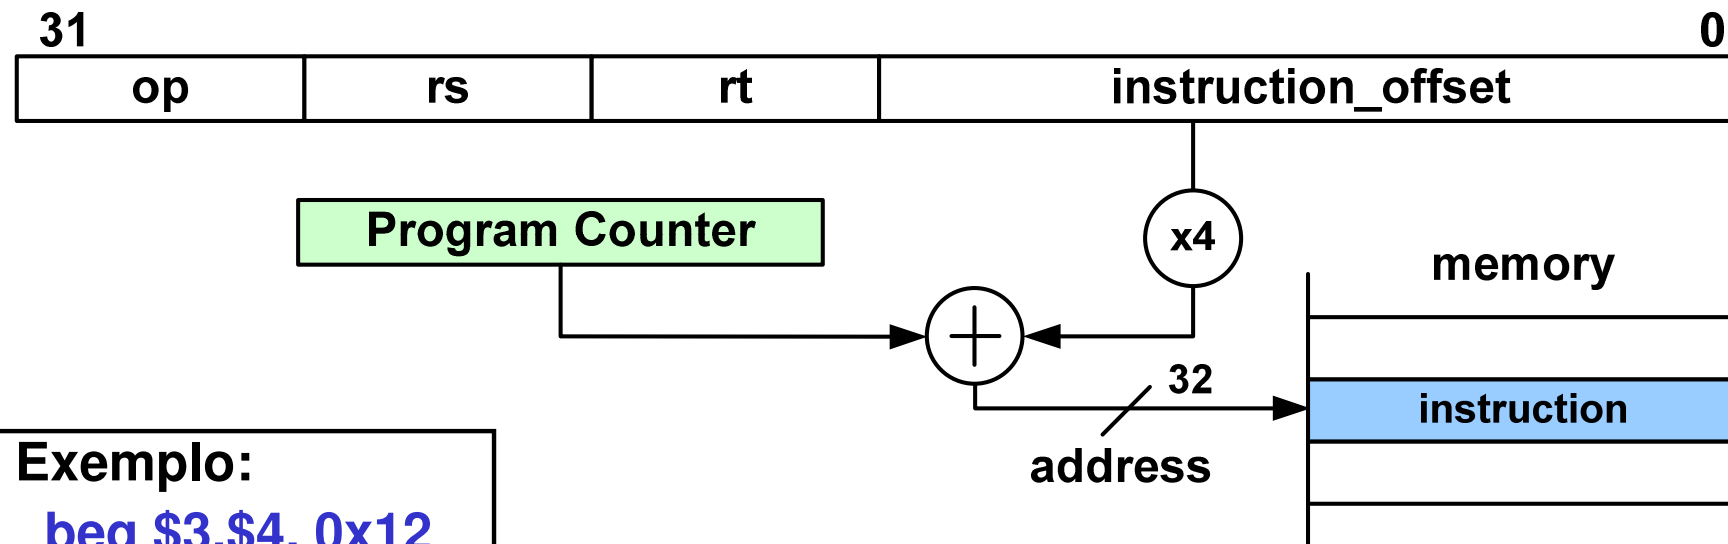 31 0
op rs rt instruction_offset
Program Counter
x4
memory
32
instruction
address
Exemplo:
beq $3,$4, 0x12